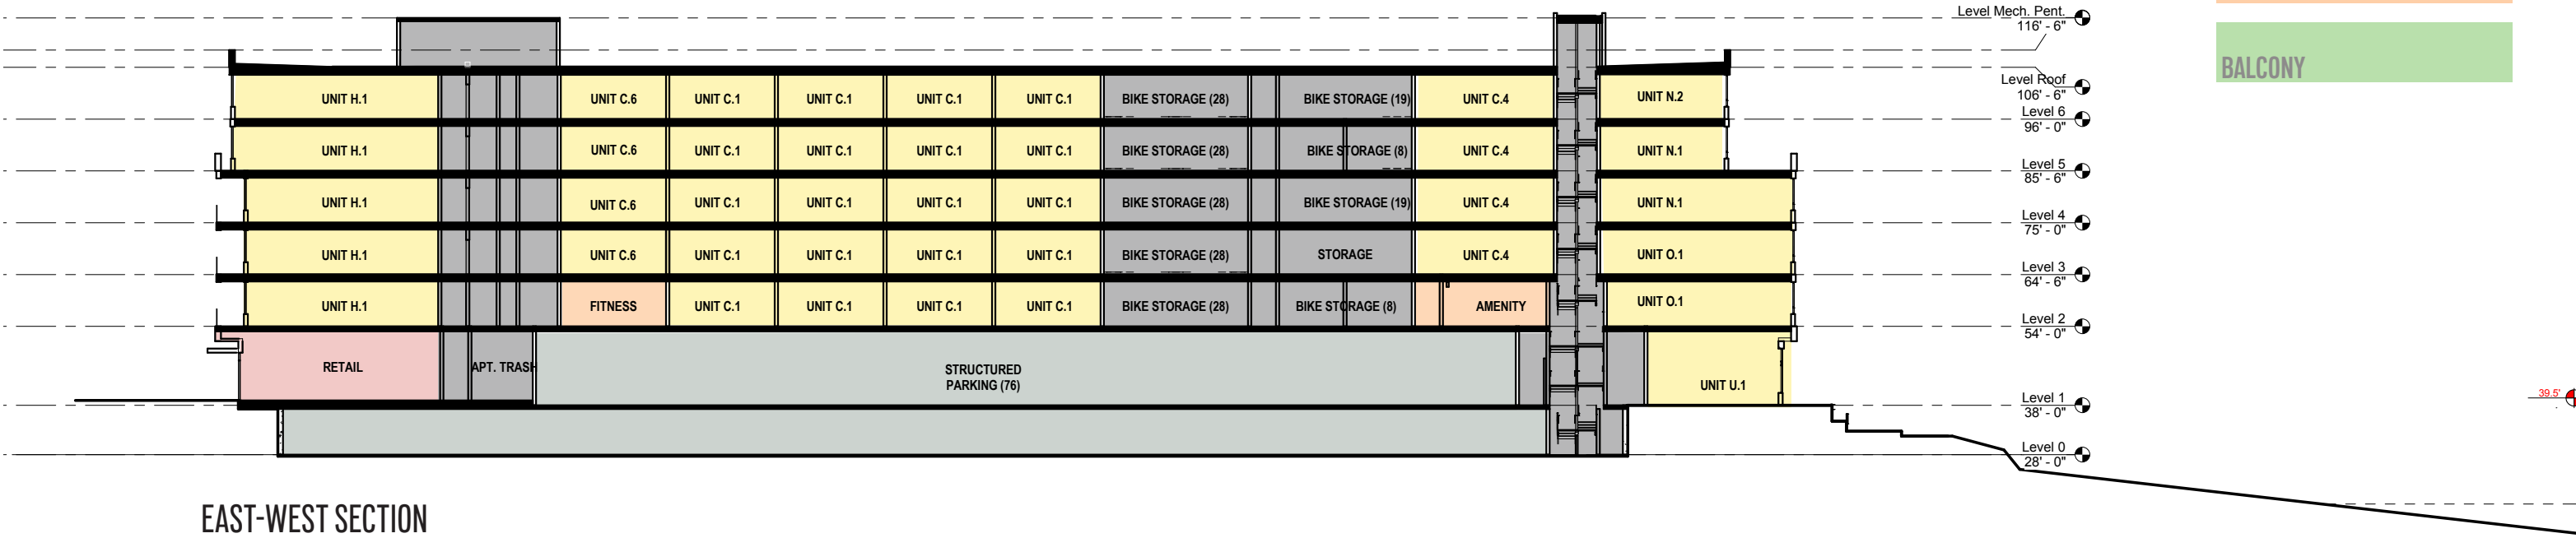 Level Mech. Pent.
116' - 6"
BALCONY
Level Roof
106' - 6"
UNIT H.1 UNIT C.6 UNIT C.1 UNIT C.1 UNIT C.1 UNIT C.1 BIKE STORAGE (28) BIKE STORAGE (19) UNIT C.4 UNIT N.2
Level 6
96' - 0"
UNIT H.1 UNIT C.6 UNIT C.1 UNIT C.1 UNIT C.1 UNIT C.1 BIKE STORAGE (28) BIKE STORAGE (8) UNIT C.4 UNIT N.1
Level 5
85' - 6"
UNIT H.1 UNIT C.6 UNIT C.1 UNIT C.1 UNIT C.1 UNIT C.1 BIKE STORAGE (28) BIKE STORAGE (19) UNIT C.4 UNIT N.1
Level 4
75' - 0"
UNIT H.1 UNIT C.6 UNIT C.1 UNIT C.1 UNIT C.1 UNIT C.1 BIKE STORAGE (28) STORAGE UNIT C.4 UNIT O.1
Level 3
64' - 6"
UNIT H.1 FITNESS UNIT C.1 UNIT C.1 UNIT C.1 UNIT C.1 BIKE STORAGE (28) BIKE STORAGE (8) AMENITY UNIT O.1
Level 2
54' - 0"
RETAIL APT. TRASH STRUCTURED
PARKING (76) UNIT U.1
Level 1
38' - 0"
39.5'
Level 0
28' - 0"
EAST-WEST SECTION